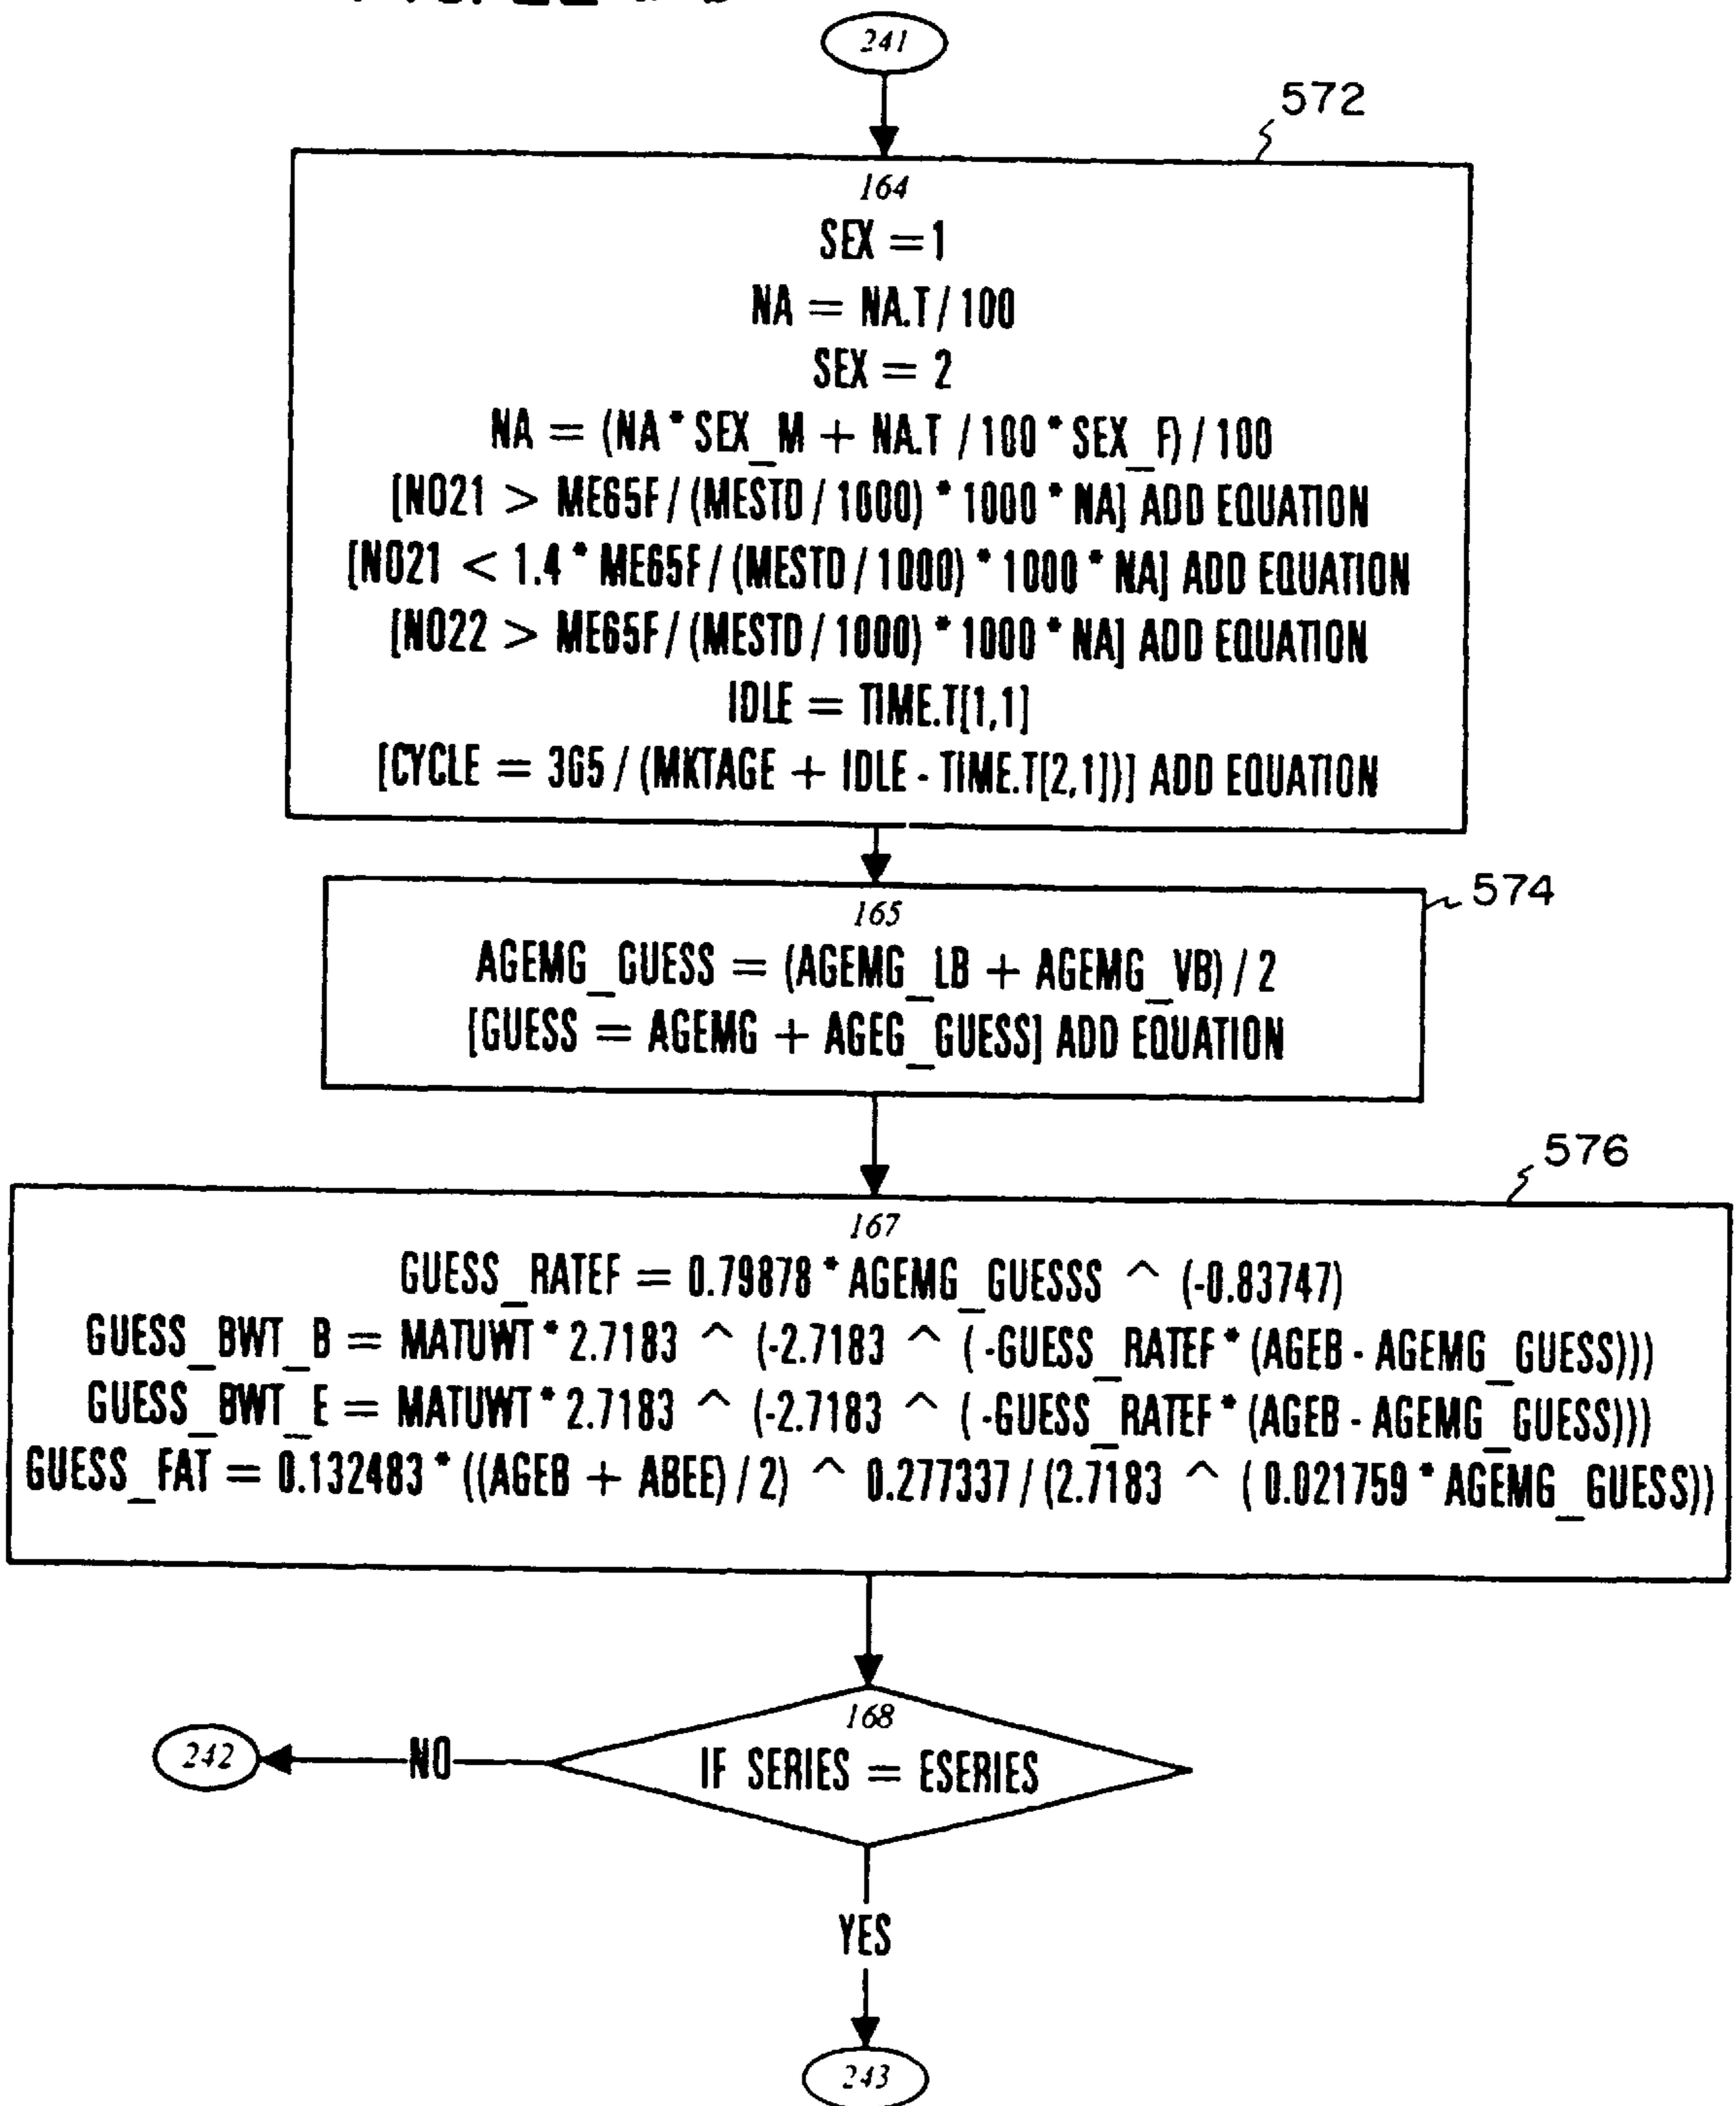 241
572
164
SEX = 1
NA = NA.T / 100
SEX = 2
NA = (NA * SEX_M + NA.T / 100 * SEX_F) / 100
[NO21 > ME65F / (MESTD / 1000) * 1000 * NA] ADD EQUATION
[NO21 < 1.4 * ME65F / (MESTD / 1000) * 1000 * NA] ADD EQUATION
[NO22 > ME65F / (MESTD / 1000) * 1000 * NA] ADD EQUATION
IDLE = TIME.T[1,1]
[CYCLE = 365 / (MKTAGE + IDLE - TIME.T[2,1])] ADD EQUATION
574
165
AGEMG_GUESS = (AGEMG_LB + AGEMG_VB) / 2
[GUESS = AGEMG + AGEG_GUESS] ADD EQUATION
576
167
GUESS_RATEF = 0.79878 * AGEMG_GUESSS ^ (-0.83747)
GUESS_BWT_B = MATUWT * 2.7183 ^ (-2.7183 ^ ( -GUESS_RATEF * (AGEB - AGEMG_GUESS)))
GUESS_BWT_E = MATUWT * 2.7183 ^ (-2.7183 ^ ( -GUESS_RATEF * (AGEB - AGEMG_GUESS)))
GUESS_FAT = 0.132483 * ((AGEB + ABEE) / 2) ^ 0.277337 / (2.7183 ^ ( 0.021759 * AGEMG_GUESS))
168
IF SERIES = ESERIES
NO
242
YES
243